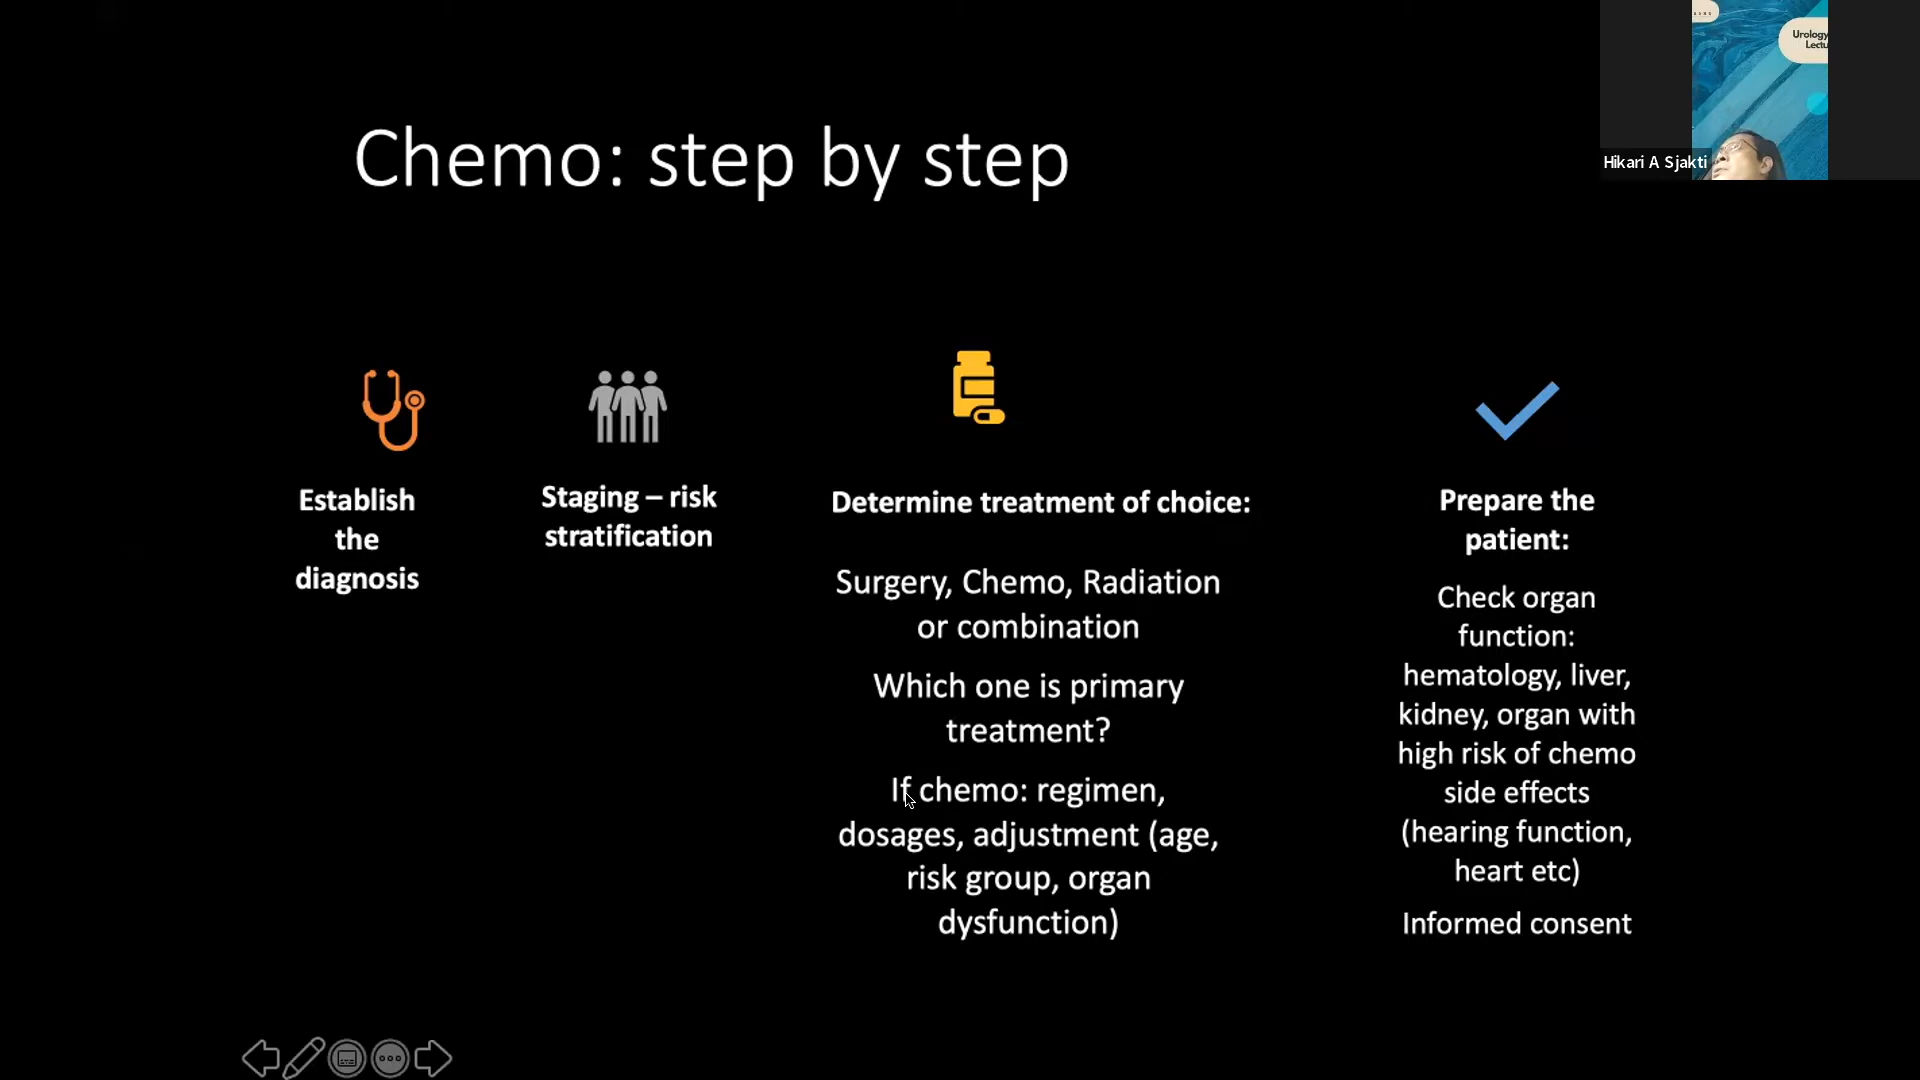 Chemo: step by step
Urology
Lectu
Hikari A Sjakti
Establish
the
diagnosis
Staging – risk
stratification
Determine treatment of choice:
Surgery, Chemo, Radiation
or combination
Which one is primary
treatment?
If chemo: regimen,
dosages, adjustment (age,
risk group, organ
dysfunction)
Prepare the
patient:
Check organ
function:
hematology, liver,
kidney, organ with
high risk of chemo
side effects
(hearing function,
heart etc)
Informed consent